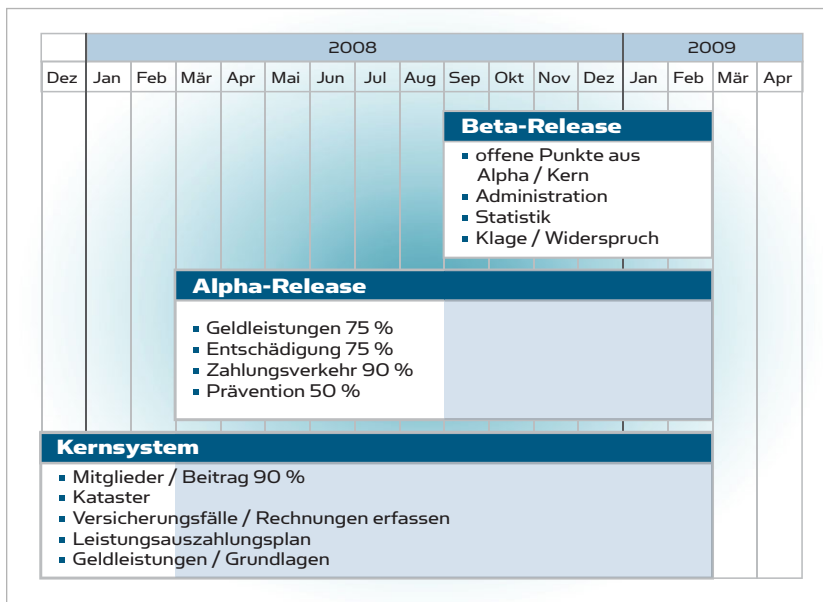 2008 2009
Dez Jan Feb Mär Apr Mai Jun Jul Aug Sep Okt Nov Dez Jan Feb Mär Apr
Beta-Release
▪ offene Punkte aus
Alpha / Kern
▪ Administration
▪ Statistik
▪ Klage / Widerspruch
Alpha-Release
▪ Geldleistungen 75 %
▪ Entschädigung 75 %
▪ Zahlungsverkehr 90 %
▪ Prävention 50 %
Kernsystem
▪ Mitglieder / Beitrag 90 %
▪ Kataster
▪ Versicherungsfälle / Rechnungen erfassen
▪ Leistungsauszahlungsplan
▪ Geldleistungen / Grundlagen